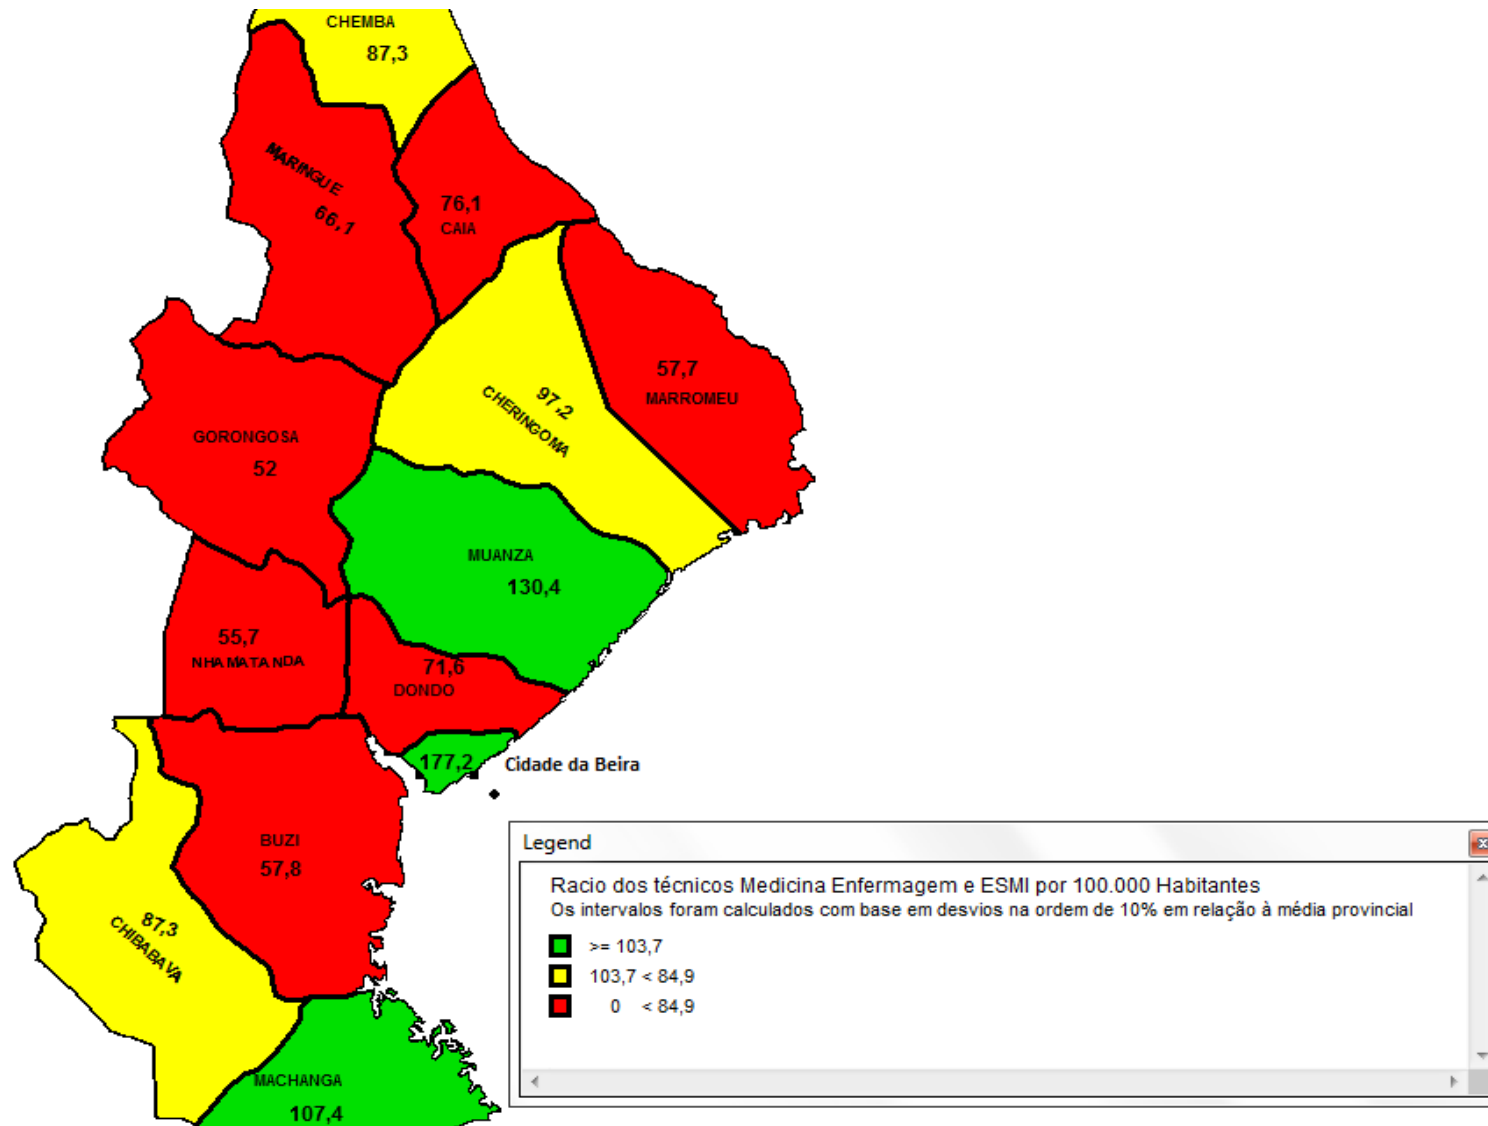 CHEMBA
87,3
MARINGUE
66,1
76,1
CAIA
57,7
MARROMEU
97,2
CHERINGOMA
GORONGOSA
52
MUANZA
130,4
55,7
NHAMATANDA
71,6
DONDO
177,2
Cidade da Beira
BUZI
57,8
87,3
CHIBABAVA
MACHANGA
107,4
Legend
Racio dos técnicos Medicina Enfermagem e ESMI por 100.000 Habitantes
Os intervalos foram calculados com base em desvios na ordem de 10% em relação à média provincial
>= 103,7
103,7 < 84,9
0 < 84,9